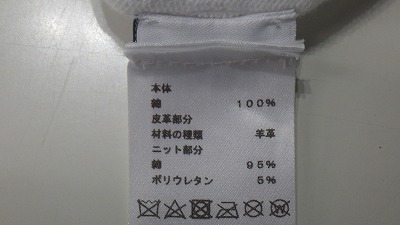 本体
綿 100%
皮革部分
材料の種類 羊革
ニット部分
綿 95%
ポリウレタン 5%